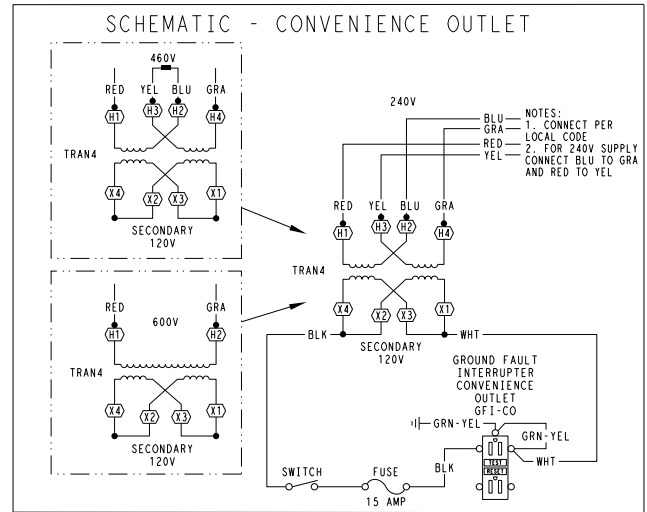 SCHEMATIC - CONVENIENCE OUTLET
460V
RED YEL BLU GRA
H1 H3 H2 H4
TRAN4
X4 X2 X3 X1
SECONDARY
120V
600V
RED GRA
H1 H2
TRAN4
X4 X2 X3 X1
SECONDARY
120V
240V
BLU
GRA
RED
YEL
NOTES:
1. CONNECT PER
LOCAL CODE
2. FOR 240V SUPPLY
CONNECT BLU TO GRA
AND RED TO YEL
RED YEL BLU GRA
H1 H3 H2 H4
TRAN4
X4 X2 X3 X1
BLK WHT
SECONDARY
120V
GROUND FAULT
INTERRUPTER
CONVENIENCE
OUTLET
GFI-CO
GRN-YEL
GRN-YEL
WHT
BLK
TEST
RESET
SWITCH FUSE
15 AMP